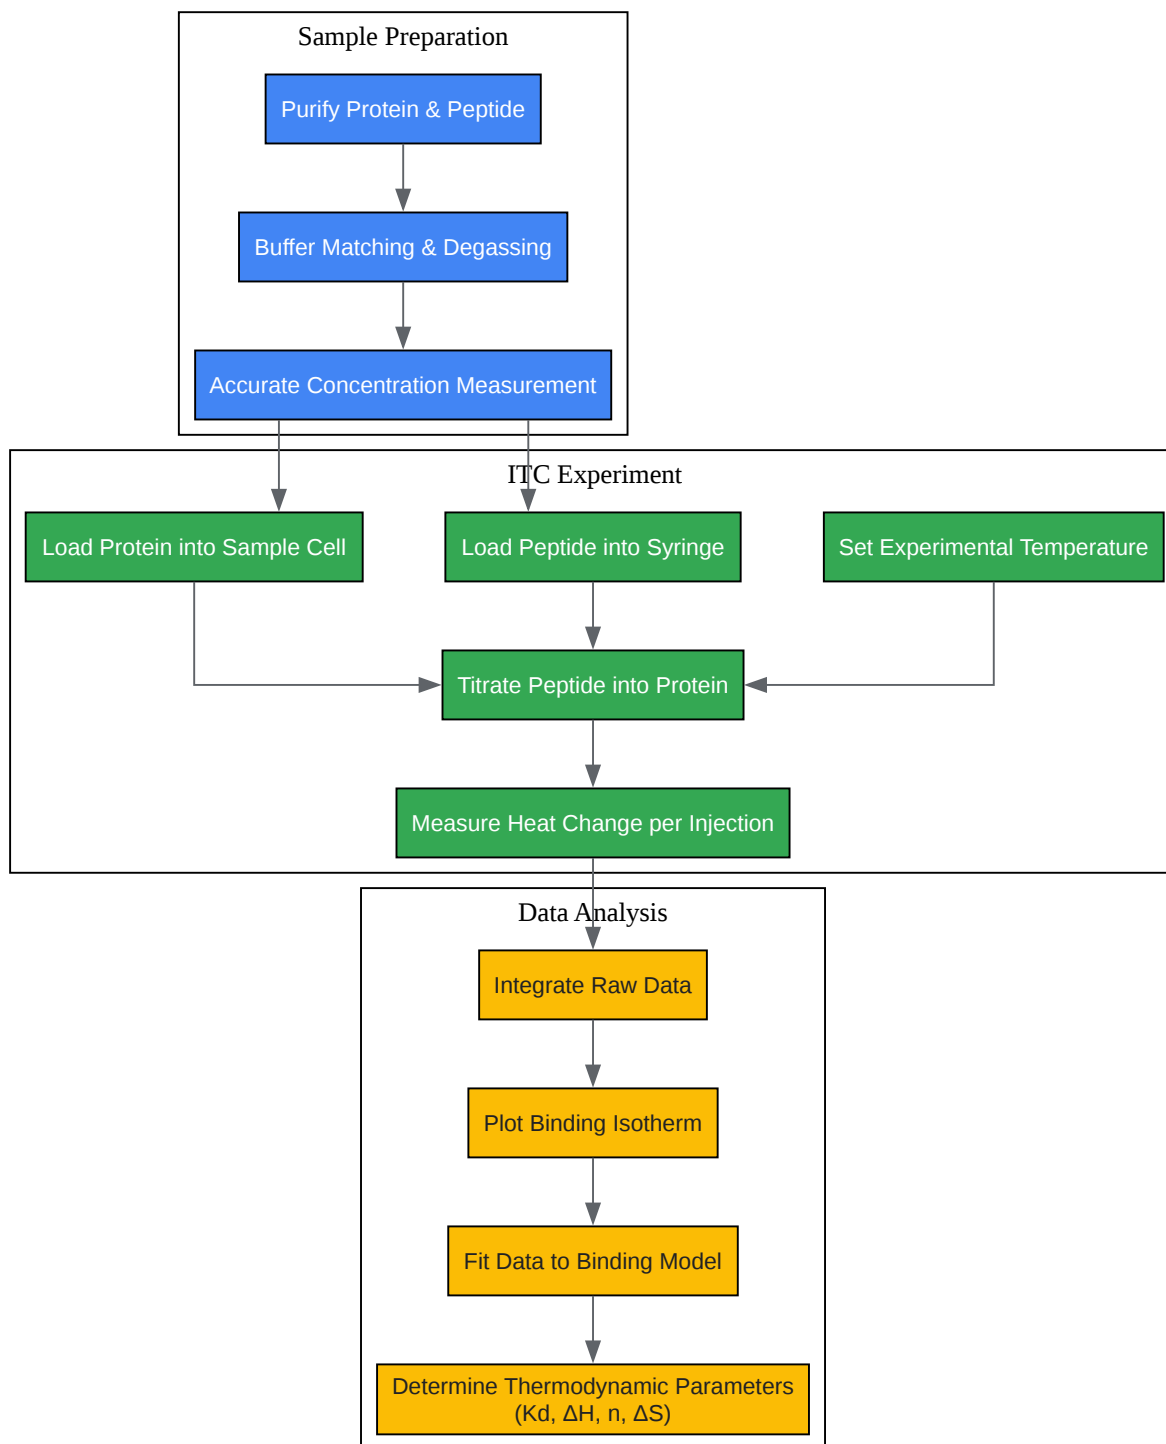 Sample Preparation
Purify Protein & Peptide
Buffer Matching & Degassing
Accurate Concentration Measurement
ITC Experiment
Load Protein into Sample Cell
Load Peptide into Syringe
Set Experimental Temperature
Titrate Peptide into Protein
Measure Heat Change per Injection
Data Analysis
Integrate Raw Data
Plot Binding Isotherm
Fit Data to Binding Model
Determine Thermodynamic Parameters
(Kd, ΔH, n, ΔS)